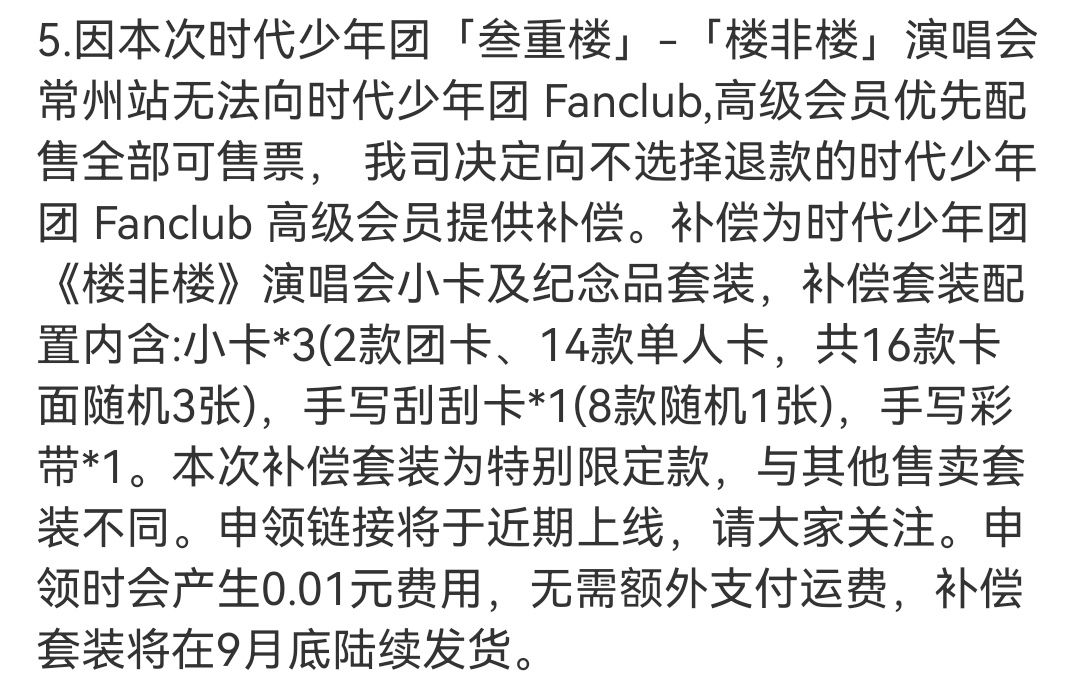 5.因本次时代少年团「叁重楼」-「楼非楼」演唱会
常州站无法向时代少年团 Fanclub,高级会员优先配
售全部可售票， 我司决定向不选择退款的时代少年
团 Fanclub 高级会员提供补偿。补偿为时代少年团
《楼非楼》演唱会小卡及纪念品套装，补偿套装配
置内含:小卡*3(2款团卡、14款单人卡，共16款卡
面随机3张)，手写刮刮卡*1(8款随机1张)，手写彩
带*1。本次补偿套装为特别限定款，与其他售卖套
装不同。申领链接将于近期上线，请大家关注。申
领时会产生0.01元费用，无需额外支付运费，补偿
套装将在9月底陆续发货。